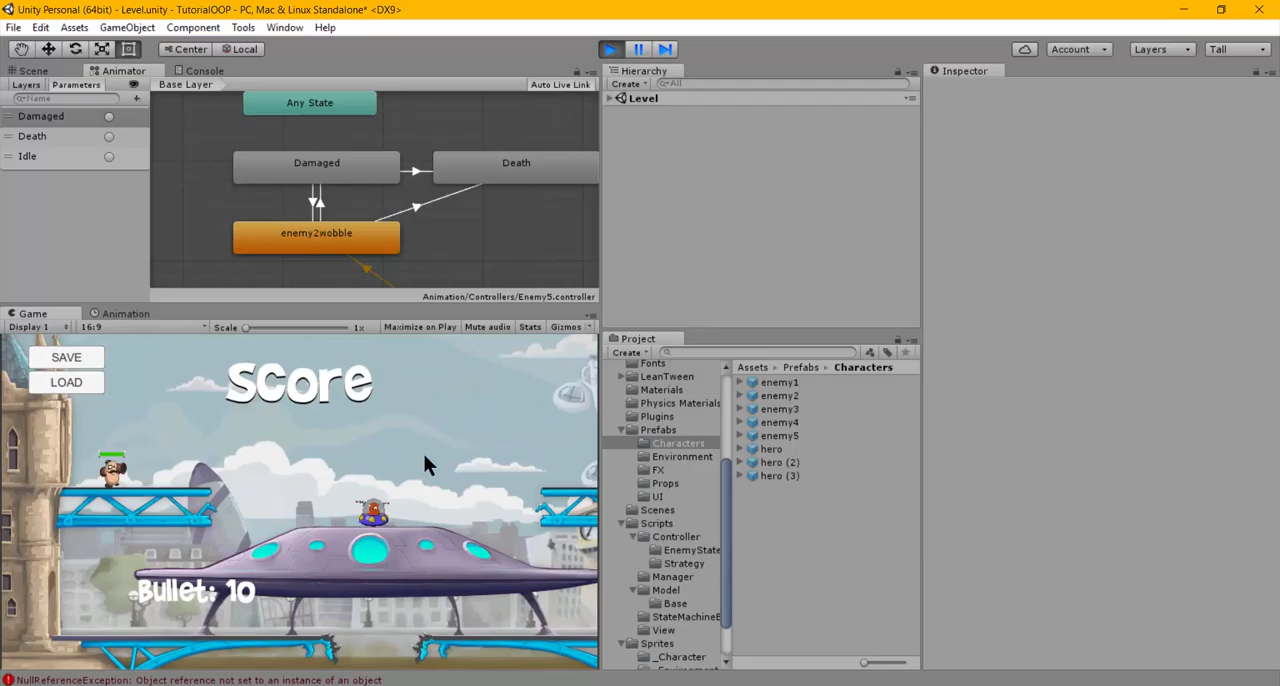 Unity Personal (64bit) - Level.unity - TutorialOOP - PC, Mac & Linux Standalone* <DX9>
File Edit Assets GameObject Component Tools Window Help
Center Local Account Layers Tall
Scene Animator Console Hierarchy Inspector
Layers Parameters Base Layer Auto Live Link Create All
Name
Level
Any State
Damaged
Death
Idle
Damaged
Death
enemy2wobble
Animation/Controllers/Enemy5.controller
Game Animation
Display 1 16:9 Scale 1x Maximize on Play Mute audio Stats Gizmos
SAVE
LOAD
Score
Bullet: 10
Project
Create
Fonts
LeanTween
Materials
Physics Materials
Plugins
Prefabs
Characters
Environment
FX
Props
UI
Scenes
Scripts
Controller
EnemyState
Strategy
Manager
Model
Base
StateMachineB
View
Sprites
_Character
Assets Prefabs Characters
enemy1
enemy2
enemy3
enemy4
enemy5
hero
hero (2)
hero (3)
NullReferenceException: Object reference not set to an instance of an object